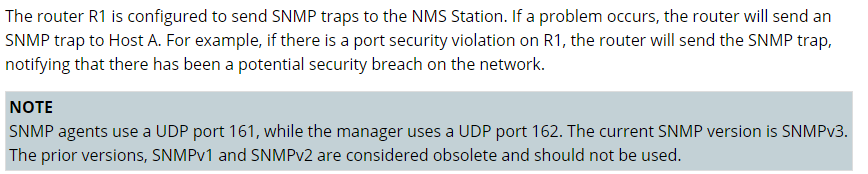 The router R1 is configured to send SNMP traps to the NMS Station. If a problem occurs, the router will send an
SNMP trap to Host A. For example, if there is a port security violation on R1, the router will send the SNMP trap,
notifying that there has been a potential security breach on the network.
NOTE
SNMP agents use a UDP port 161, while the manager uses a UDP port 162. The current SNMP version is SNMPv3.
The prior versions, SNMPv1 and SNMPv2 are considered obsolete and should not be used.